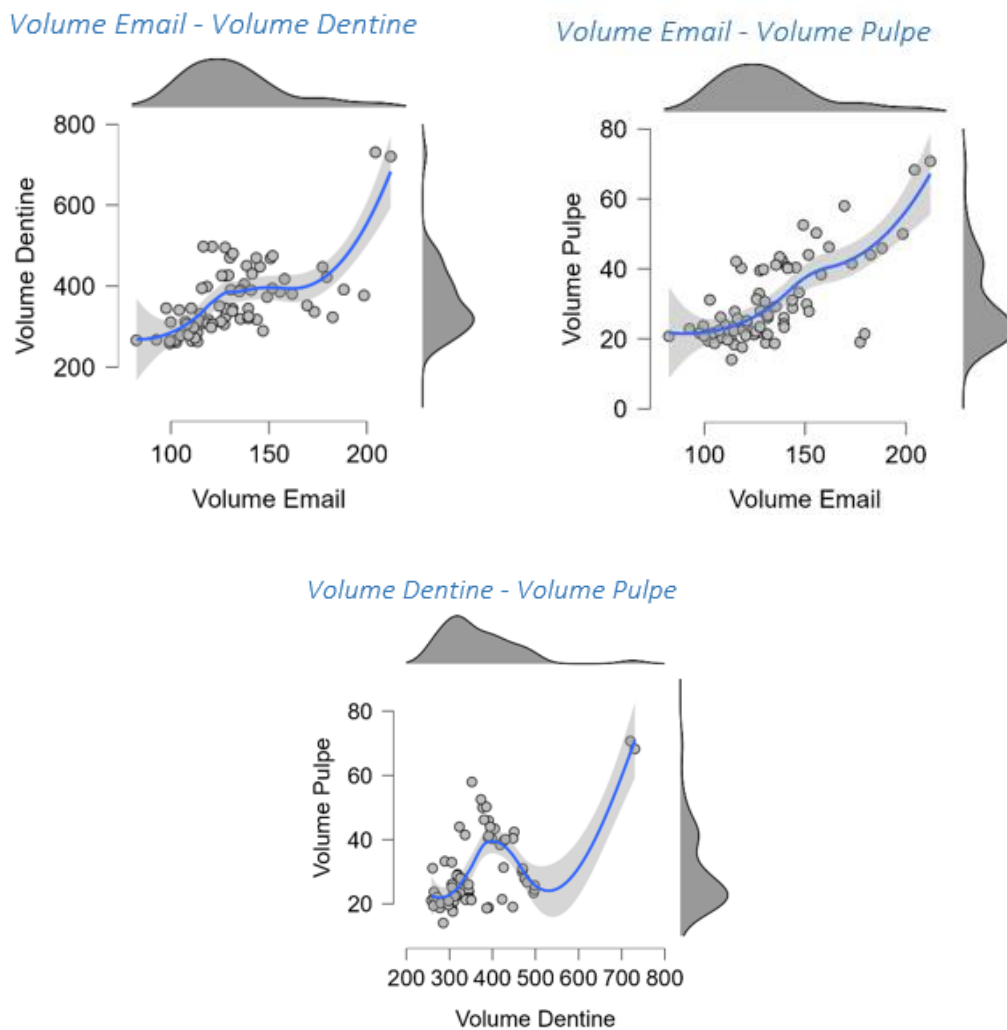 Volume Email - Volume Dentine
Volume Dentine
800
600
400
200
100 150 200
Volume Email
Volume Email - Volume Pulpe
Volume Pulpe
80
60
40
20
0
100 150 200
Volume Email
Volume Dentine - Volume Pulpe
Volume Pulpe
80
60
40
20
200 300 400 500 600 700 800
Volume Dentine